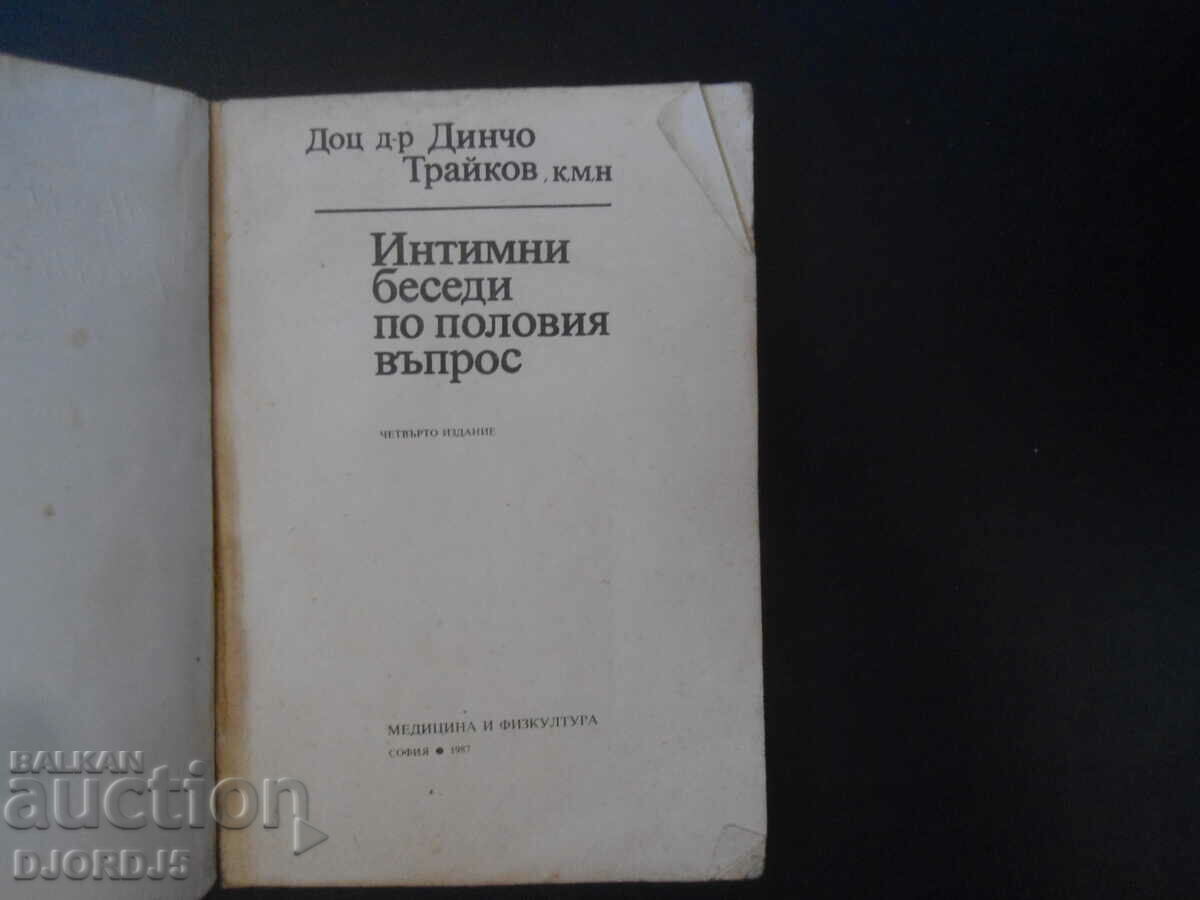 Доц д-р Динчо
Трайков, к.м.н
Интимни
беседи
по половия
въпрос
ЧЕТВЪРТО ИЗДАНИЕ
МЕДИЦИНА И ФИЗКУЛТУРА
СОФИЯ ● 1987
BALKAN
auction
DJORDJ5